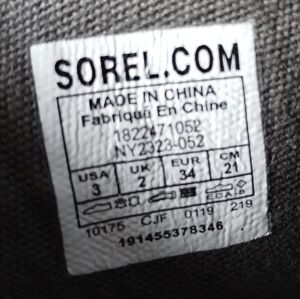 SOREL.COM
MADE IN CHINA
Fabriqué En Chine
1822471052
NY2323-052
USA UK EUR CM
3 2 34 21
ECA-B
10175 CJF 0119 219
191455378346